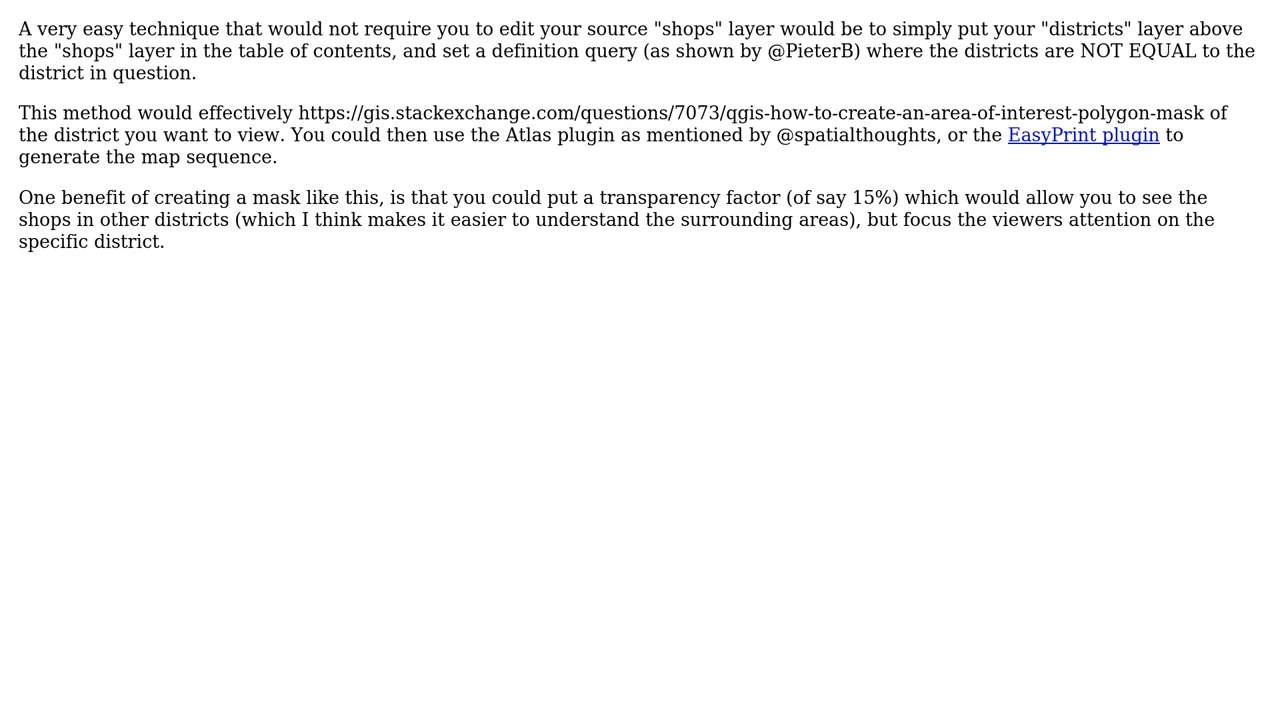 A very easy technique that would not require you to edit your source "shops" layer would be to simply put your "districts" layer above
the "shops" layer in the table of contents, and set a definition query (as shown by @PieterB) where the districts are NOT EQUAL to the
district in question.
This method would effectively https://gis.stackexchange.com/questions/7073/qgis-how-to-create-an-area-of-interest-polygon-mask of
the district you want to view. You could then use the Atlas plugin as mentioned by @spatialthoughts, or the EasyPrint plugin to
generate the map sequence.
One benefit of creating a mask like this, is that you could put a transparency factor (of say 15%) which would allow you to see the
shops in other districts (which I think makes it easier to understand the surrounding areas), but focus the viewers attention on the
specific district.